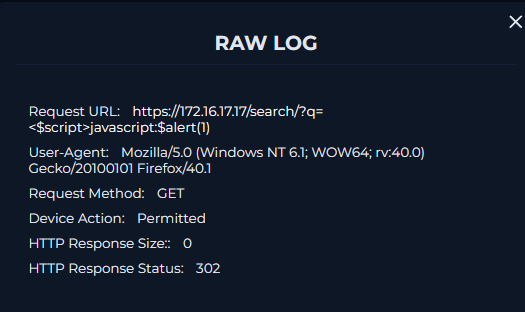 RAW LOG
Request URL: https://172.16.17.17/search/?q=
<$script>javascript:$alert(1)
User-Agent: Mozilla/5.0 (Windows NT 6.1; WOW64; rv:40.0)
Gecko/20100101 Firefox/40.1
Request Method: GET
Device Action: Permitted
HTTP Response Size:: 0
HTTP Response Status: 302